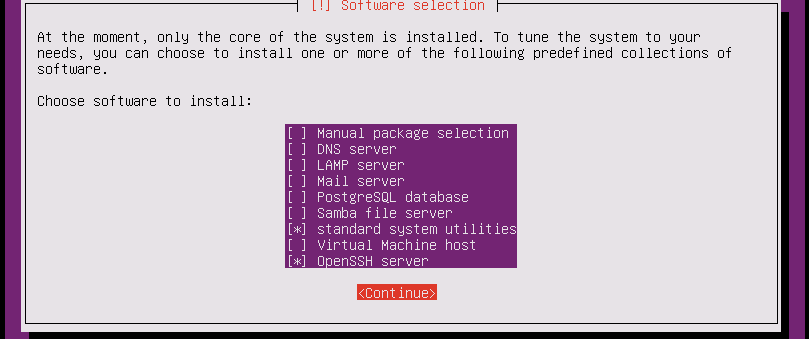 [!] Software selection
At the moment, only the core of the system is installed. To tune the system to your
needs, you can choose to install one or more of the following predefined collections of
software.
Choose software to install:
[ ] Manual package selection
[ ] DNS server
[ ] LAMP server
[ ] Mail server
[ ] PostgreSQL database
[ ] Samba file server
[*] standard system utilities
[ ] Virtual Machine host
[*] OpenSSH server
<Continue>